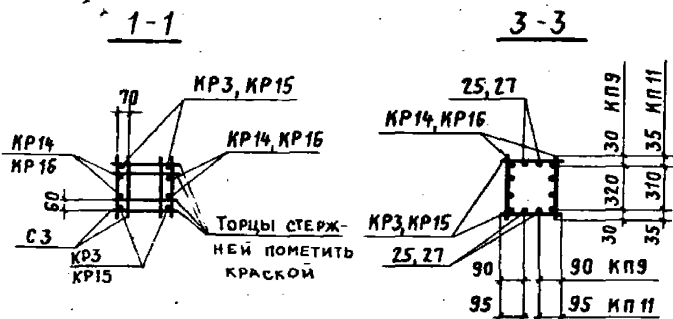 1-1
3-3
70
КР3, КР15
КР14
КР16
КР14, КР16
60
С3
КР3
КР15
Торцы стерж-
ней пометить
краской
25, 27
КР14, КР16
КР3, КР15
25, 27
30 КП9
35 КП11
320
310
30
35
90
90 КП9
95
95 КП11